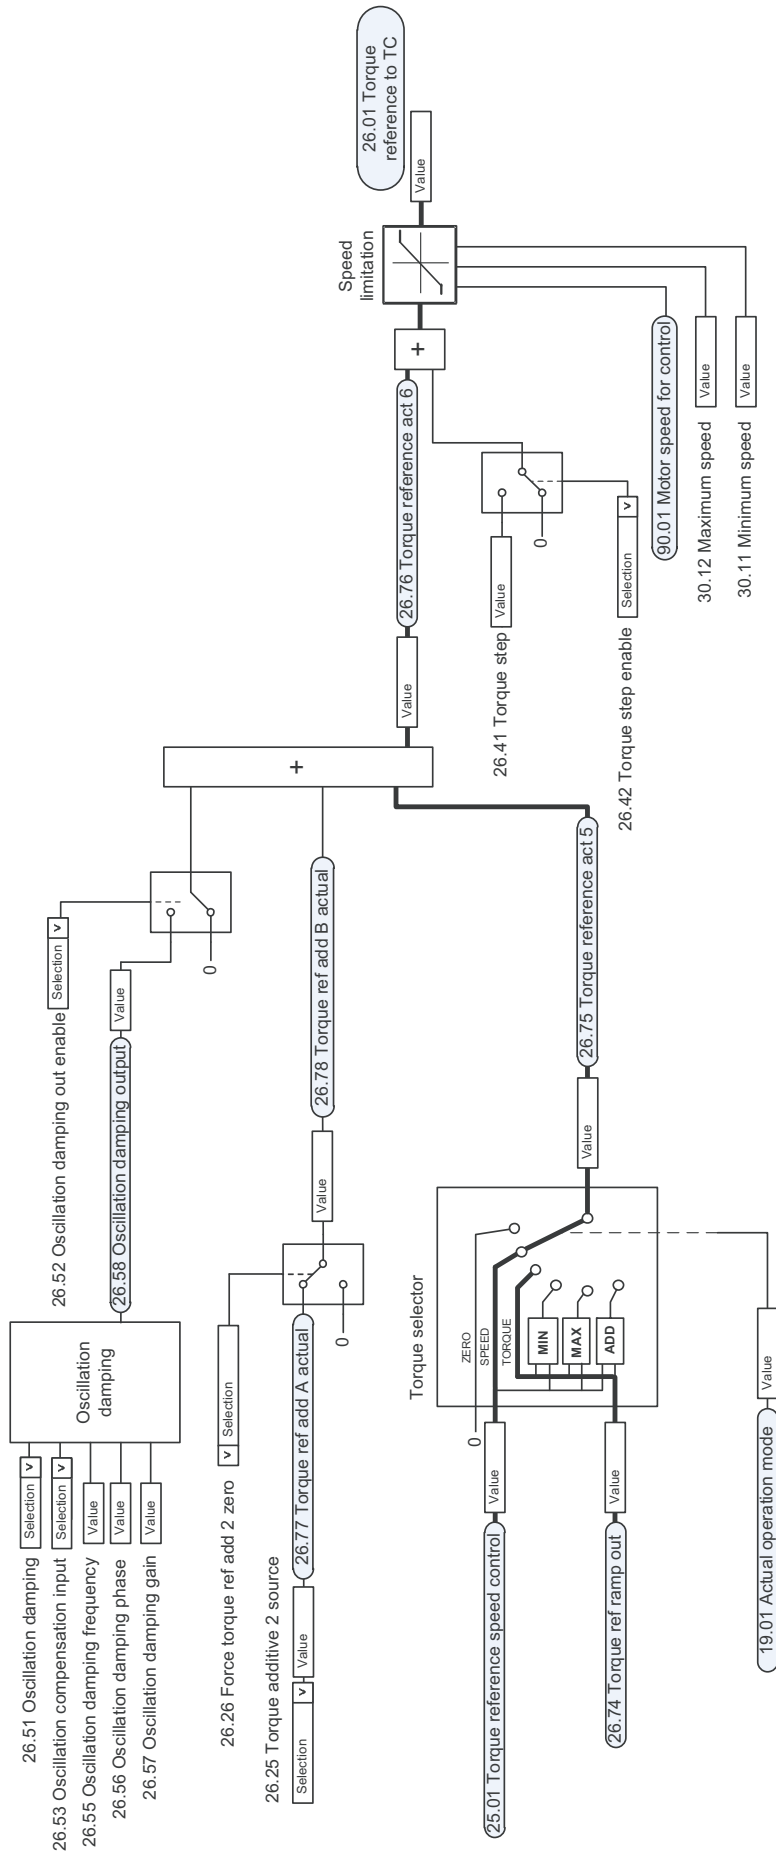 26.51 Oscillation damping
Selection
v
26.53 Oscillation compensation input
Selection
v
26.55 Oscillation damping frequency
Value
26.56 Oscillation damping phase
Value
26.57 Oscillation damping gain
Value
Oscillation
damping
26.52 Oscillation damping out enable
Selection
v
26.58 Oscillation damping output
Value
0
26.26 Force torque ref add 2 zero
v
Selection
26.25 Torque additive 2 source
Selection
v
Value
26.77 Torque ref add A actual
0
Value
26.78 Torque ref add B actual
+
Torque selector
0
ZERO
SPEED
TORQUE
MIN
MAX
ADD
25.01 Torque reference speed control
Value
26.74 Torque ref ramp out
Value
19.01 Actual operation mode
Value
Value
26.75 Torque reference act 5
Value
26.76 Torque reference act 6
+
26.41 Torque step
Value
0
26.42 Torque step enable
Selection
v
Speed
limitation
90.01 Motor speed for control
30.12 Maximum speed
Value
30.11 Minimum speed
Value
Value
26.01 Torque
reference to TC